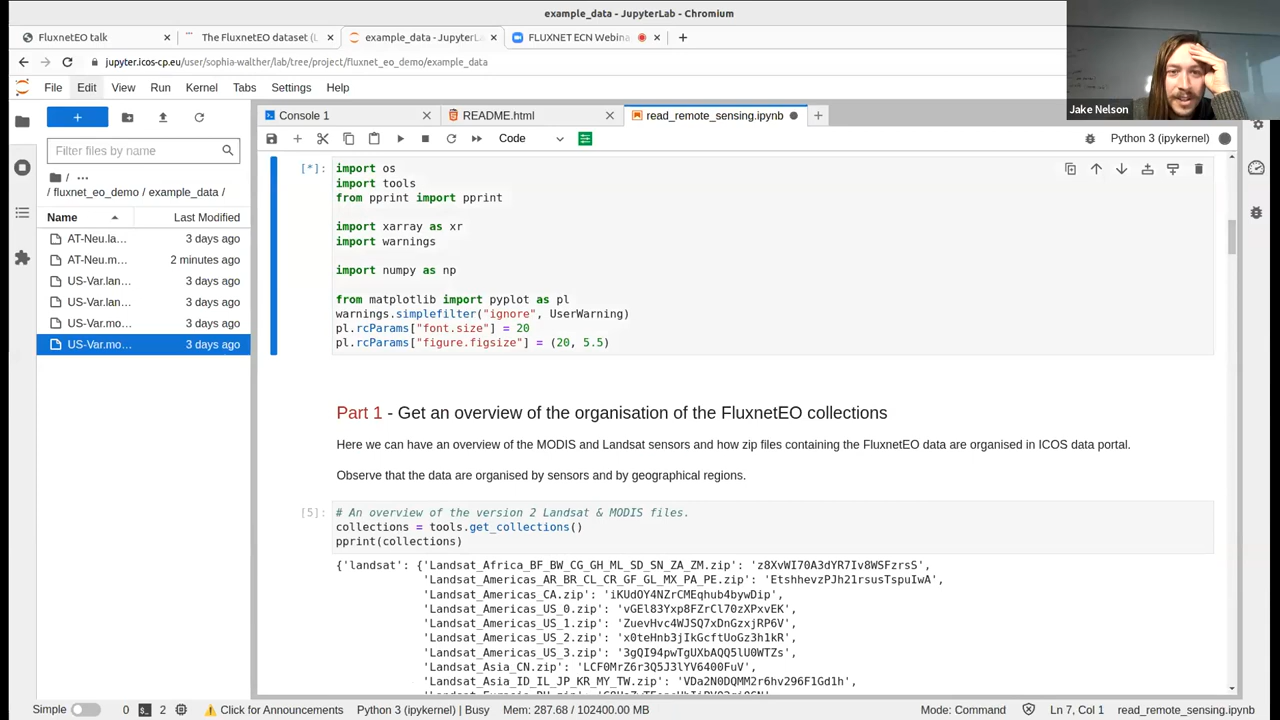 example_data - JupyterLab - Chromium
FluxnetEO talk
The FluxnetEO dataset (L
example_data - JupyterLab
FLUXNET ECN Webina
jupyter.icos-cp.eu/user/sophia-walther/lab/tree/project/fluxnet_eo_demo/example_data
Jake Nelson
File Edit View Run Kernel Tabs Settings Help
Console 1
README.html
read_remote_sensing.ipynb
Code
Python 3 (ipykernel)
Filter files by name
/ ... / fluxnet_eo_demo / example_data /
Name Last Modified
AT-Neu.la... 3 days ago
AT-Neu.m... 2 minutes ago
US-Var.lan... 3 days ago
US-Var.lan... 3 days ago
US-Var.mo... 3 days ago
US-Var.mo... 3 days ago
[*]: import os
import tools
from pprint import pprint
import xarray as xr
import warnings
import numpy as np
from matplotlib import pyplot as pl
warnings.simplefilter("ignore", UserWarning)
pl.rcParams["font.size"] = 20
pl.rcParams["figure.figsize"] = (20, 5.5)
Part 1 - Get an overview of the organisation of the FluxnetEO collections
Here we can have an overview of the MODIS and Landsat sensors and how zip files containing the FluxnetEO data are organised in ICOS data portal.
Observe that the data are organised by sensors and by geographical regions.
[5]: # An overview of the version 2 Landsat & MODIS files.
collections = tools.get_collections()
pprint(collections)
{'landsat': {'Landsat_Africa_BF_BW_CG_GH_ML_SD_SN_ZA_ZM.zip': 'z8XvWI70A3dYR7Iv8WSFzrsS',
'Landsat_Americas_AR_BR_CL_CR_GF_GL_MX_PA_PE.zip': 'EtshhevzPJh21rsusTspuIwA',
'Landsat_Americas_CA.zip': 'iKUdOY4NZrCMEqhub4bywDip',
'Landsat_Americas_US_0.zip': 'vGEl83Yxp8FZrCl70zXPxvEK',
'Landsat_Americas_US_1.zip': 'ZuevHvc4WJSQ7xDnGzxjRP6V',
'Landsat_Americas_US_2.zip': 'x0teHnb3jIkGcftUoGz3h1kR',
'Landsat_Americas_US_3.zip': '3gQI94pwTgUXbAQQ5lU0WTZs',
'Landsat_Asia_CN.zip': 'LCF0MrZ6r3Q5J3lYV6400FuV',
'Landsat_Asia_ID_IL_JP_KR_MY_TW.zip': 'VDa2N0DQMM2r6hv296F1Gd1h',
Simple 0 2 Click for Announcements Python 3 (ipykernel) | Busy Mem: 287.68 / 102400.00 MB Mode: Command Ln 7, Col 1 read_remote_sensing.ipynb